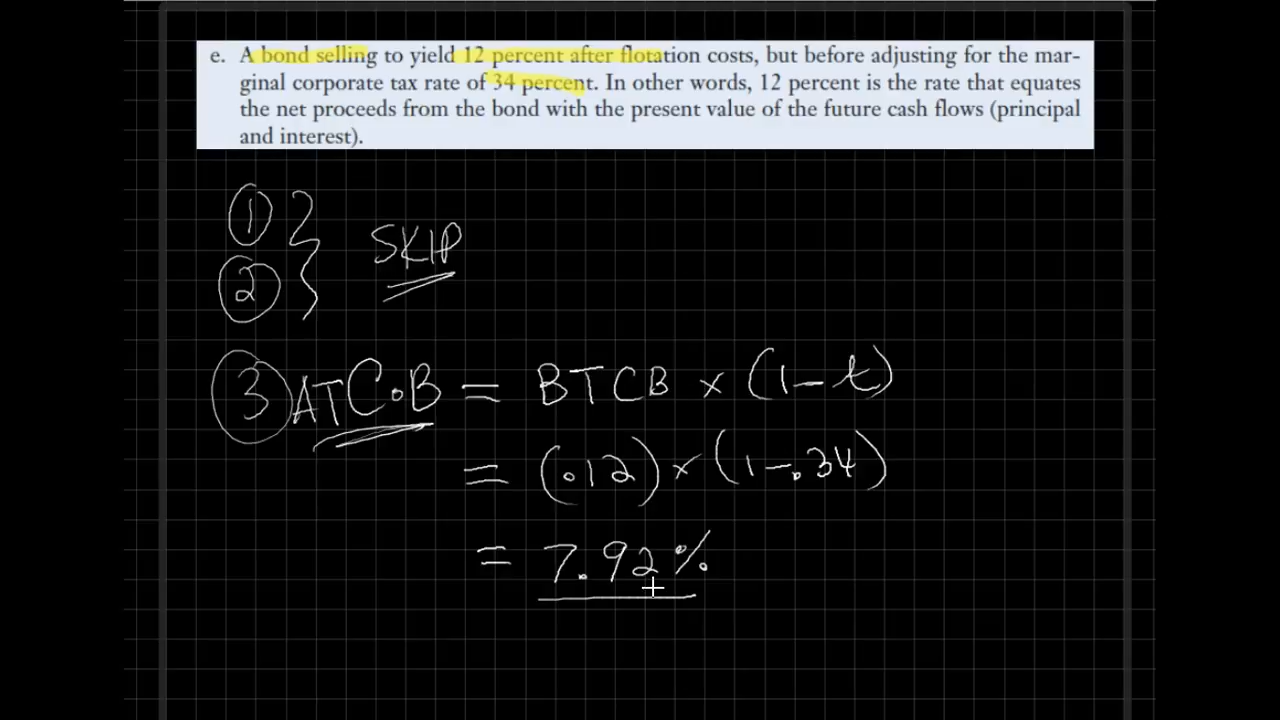 e. A bond selling to yield 12 percent after flotation costs, but before adjusting for the mar-
ginal corporate tax rate of 34 percent. In other words, 12 percent is the rate that equates
the net proceeds from the bond with the present value of the future cash flows (principal
and interest).
1 }
SKIP
2
3 ATC.B = BTCB × (1 - t)
= (.12) × (1 - .34)
= 7.92%